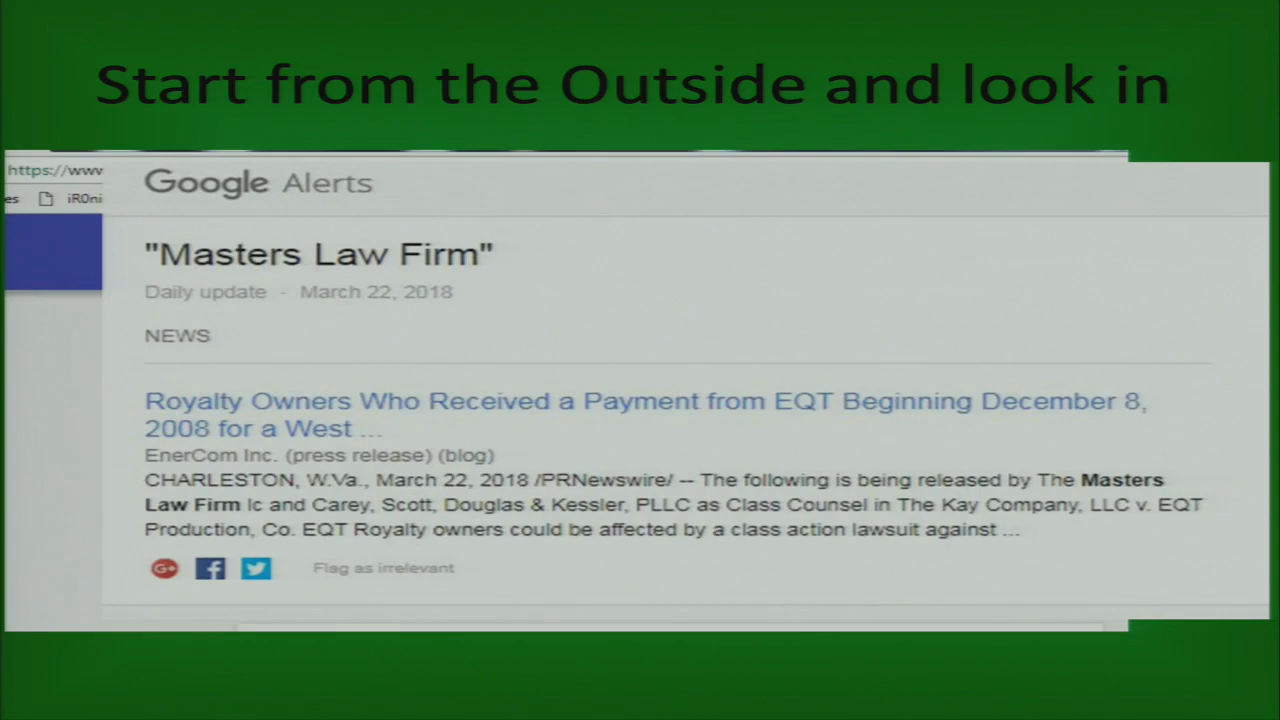 Start from the Outside and look in
https://www
es iR0ni
Google Alerts
"Masters Law Firm"
Daily update - March 22, 2018
NEWS
Royalty Owners Who Received a Payment from EQT Beginning December 8,
2008 for a West ...
EnerCom Inc. (press release) (blog)
CHARLESTON, W.Va., March 22, 2018 /PRNewswire/ -- The following is being released by The Masters
Law Firm lc and Carey, Scott, Douglas & Kessler, PLLC as Class Counsel in The Kay Company, LLC v. EQT
Production, Co. EQT Royalty owners could be affected by a class action lawsuit against ...
G+ f Flag as irrelevant